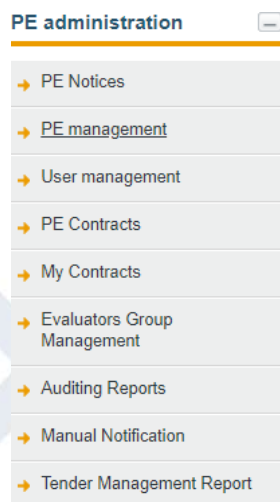 PE administration
PE Notices
PE management
User management
PE Contracts
My Contracts
Evaluators Group
Management
Auditing Reports
Manual Notification
Tender Management Report